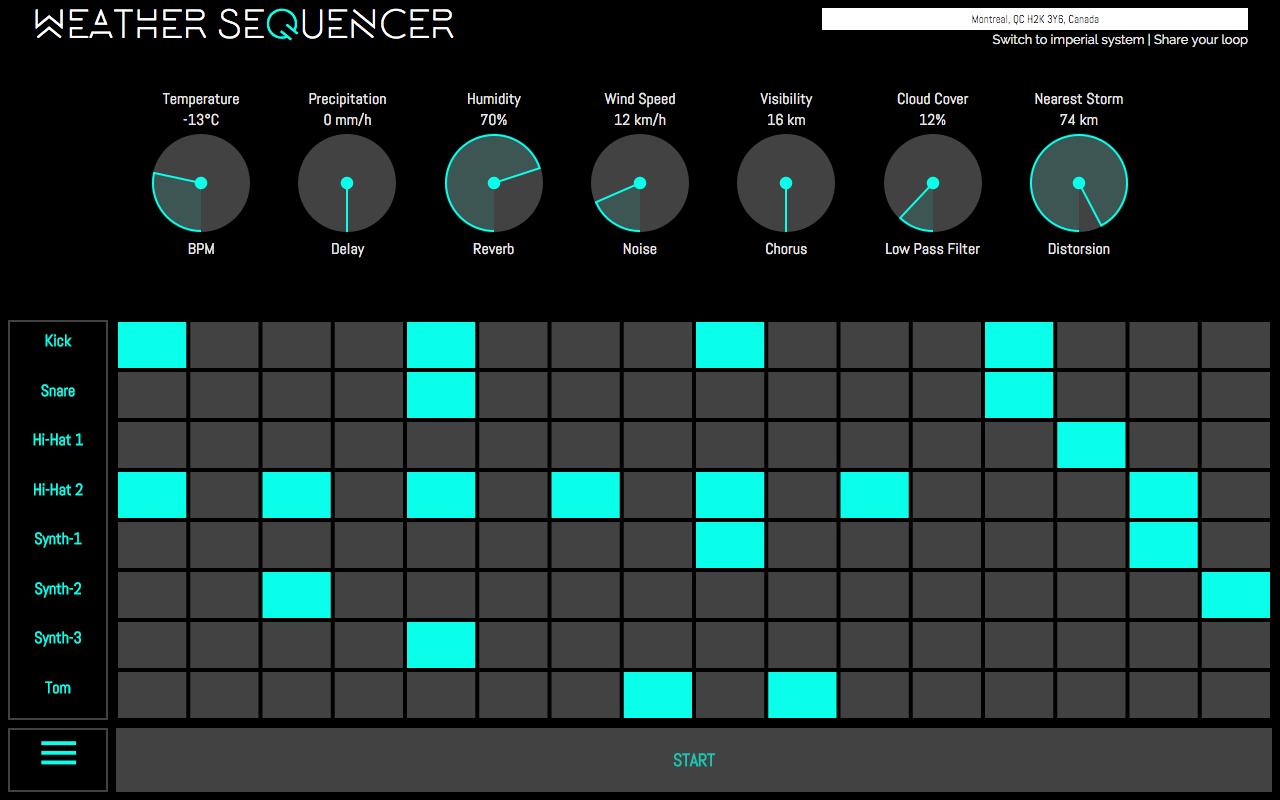 WEATHER SEQUENCER
Montreal, QC H2K 3Y6, Canada
Switch to imperial system | Share your loop
Temperature
-13°C
BPM
Precipitation
0 mm/h
Delay
Humidity
70%
Reverb
Wind Speed
12 km/h
Noise
Visibility
16 km
Chorus
Cloud Cover
12%
Low Pass Filter
Nearest Storm
74 km
Distorsion
Kick
Snare
Hi-Hat 1
Hi-Hat 2
Synth-1
Synth-2
Synth-3
Tom
START